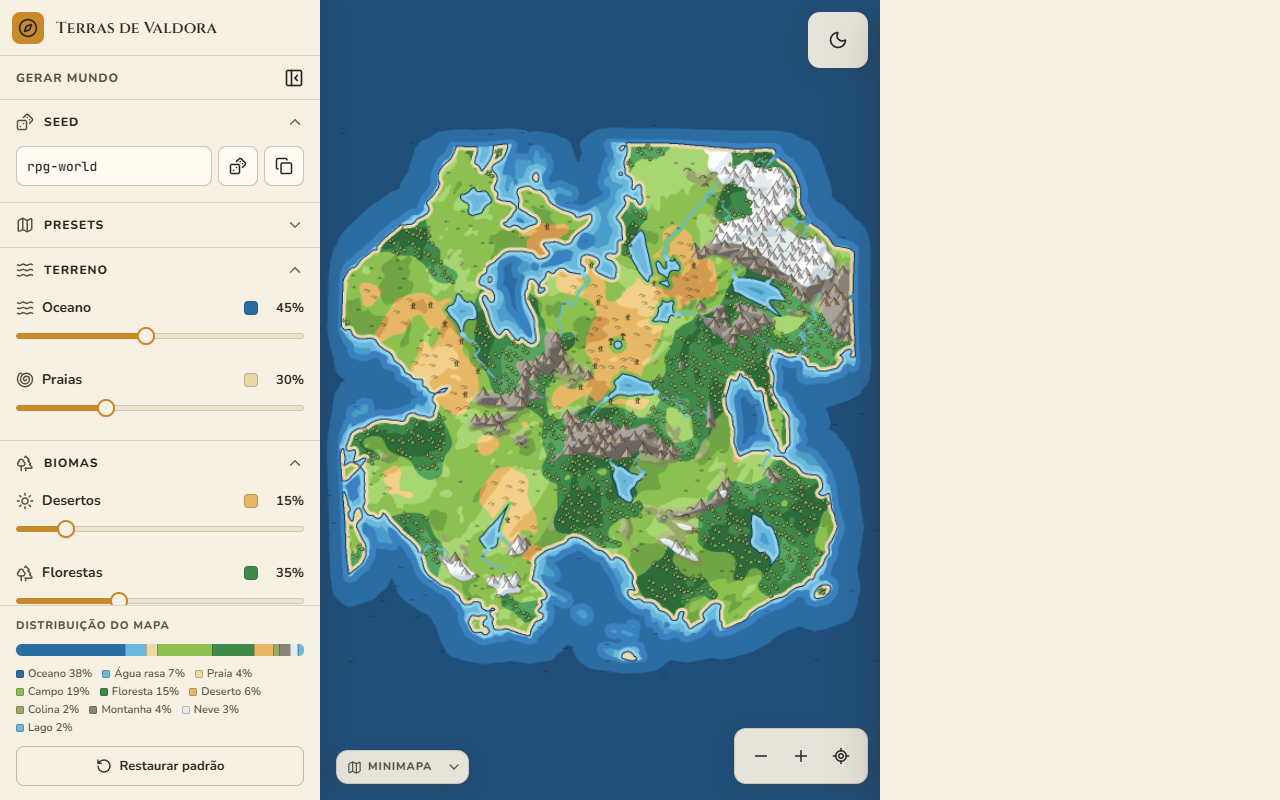 Terras de Valdora
GERAR MUNDO
SEED
rpg-world
PRESETS
TERRENO
Oceano 45%
Praias 30%
BIOMAS
Desertos 15%
Florestas 35%
DISTRIBUIÇÃO DO MAPA
Oceano 38% Água rasa 7% Praia 4%
Campo 19% Floresta 15% Deserto 6%
Colina 2% Montanha 4% Neve 3%
Lago 2%
Restaurar padrão
MINIMAPA